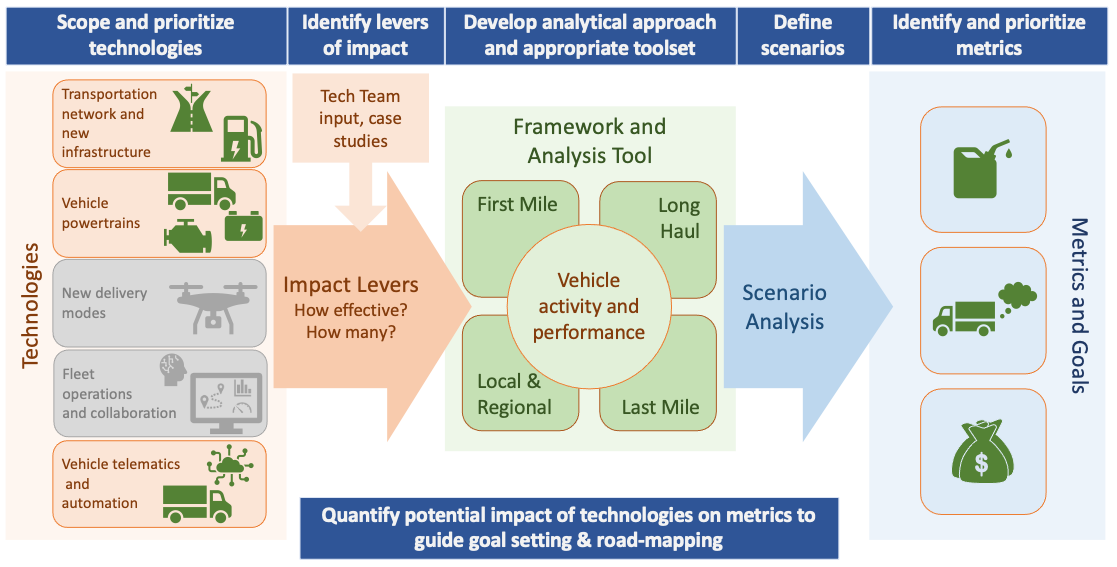 Scope and prioritize
technologies
Identify levers
of impact
Develop analytical approach
and appropriate toolset
Define
scenarios
Identify and prioritize
metrics
Technologies
Transportation
network and
new
infrastructure
Vehicle
powertrains
New delivery
modes
Fleet
operations
and collaboration
Vehicle telematics
and
automation
Tech Team
input, case
studies
Impact Levers
How effective?
How many?
Framework and
Analysis Tool
First Mile
Long
Haul
Vehicle
activity and
performance
Local &
Regional
Last Mile
Scenario
Analysis
$
Metrics and Goals
Quantify potential impact of technologies on metrics to
guide goal setting & road-mapping